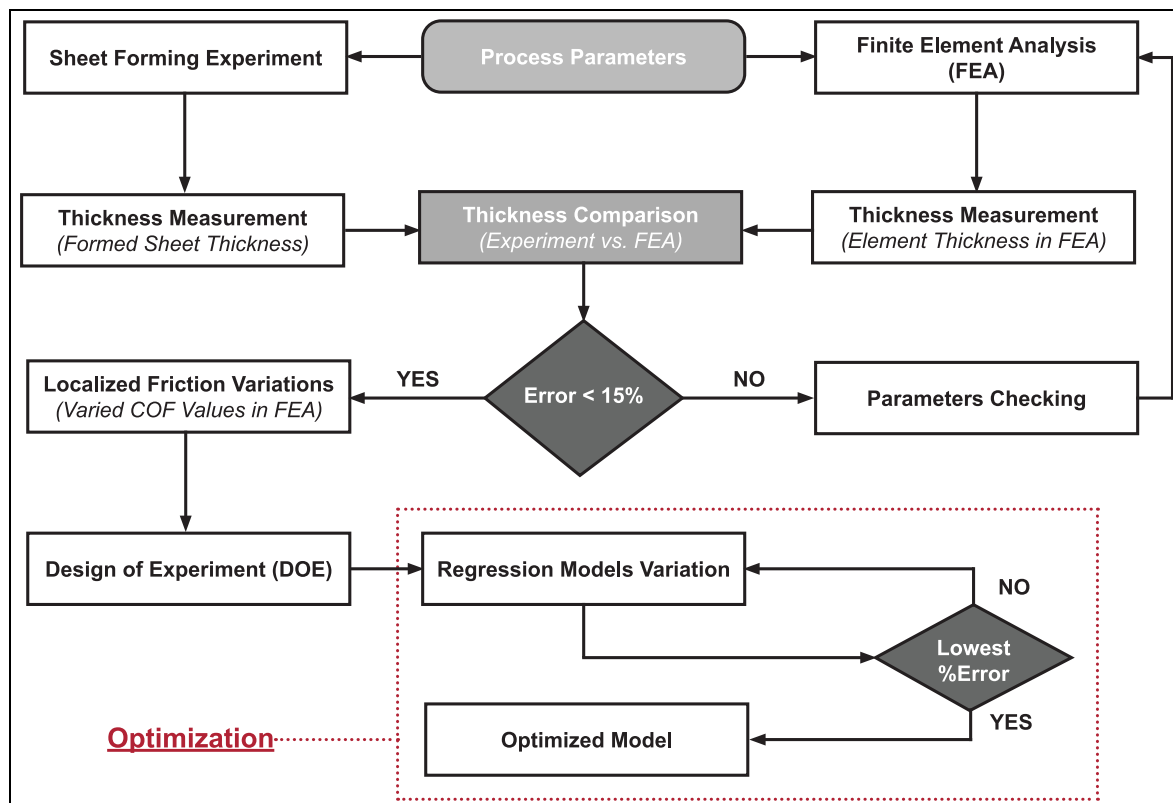 Sheet Forming Experiment
Process Parameters
Finite Element Analysis
(FEA)
Thickness Measurement
(Formed Sheet Thickness)
Thickness Comparison
(Experiment vs. FEA)
Thickness Measurement
(Element Thickness in FEA)
Localized Friction Variations
(Varied COF Values in FEA)
YES
Error < 15%
NO
Parameters Checking
Design of Experiment (DOE)
Regression Models Variation
NO
Lowest
%Error
YES
Optimization
Optimized Model